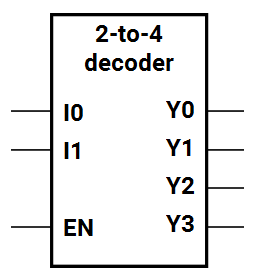 2-to-4
decoder
I0 Y0
I1 Y1
Y2
EN Y3